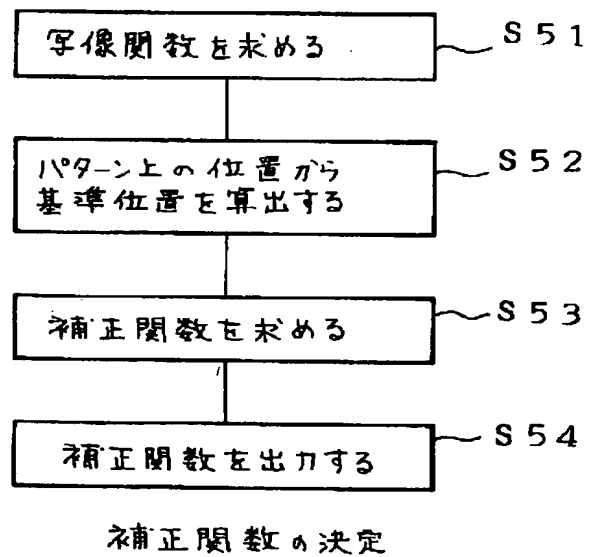 写像関数を求める
S51
パターン上の位置から
基準位置を算出する
S52
補正関数を求める
S53
補正関数を出力する
S54
補正関数の決定